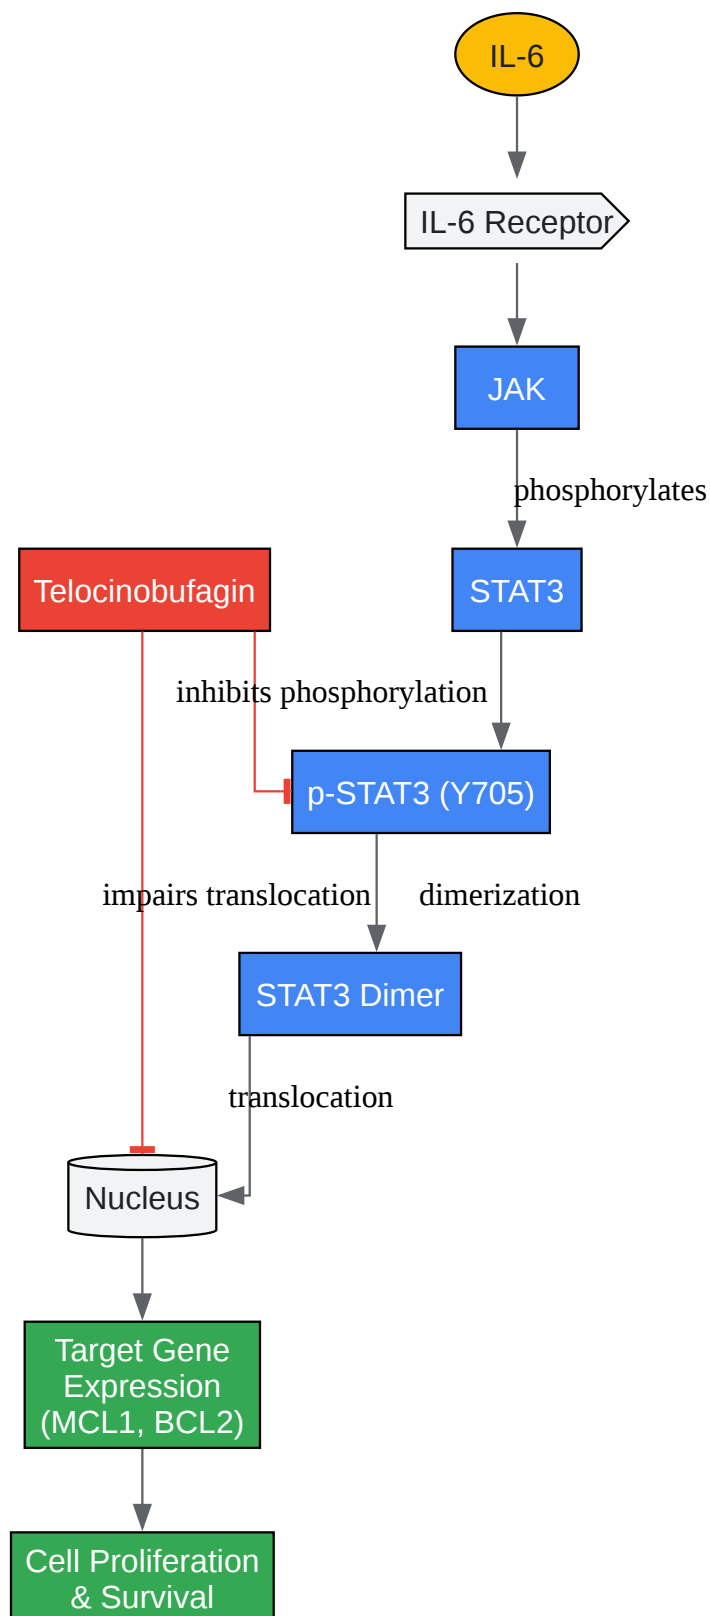 IL-6
IL-6 Receptor
JAK
phosphorylates
Telocinobufagin
STAT3
inhibits phosphorylation
p-STAT3 (Y705)
impairs translocation
dimerization
STAT3 Dimer
translocation
Nucleus
Target Gene
Expression
(MCL1, BCL2)
Cell Proliferation
& Survival